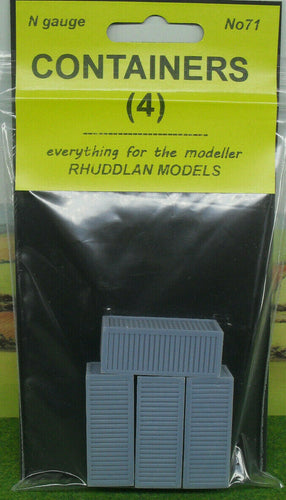 N gauge No71
CONTAINERS
(4)
everything for the modeller
RHUDDLAN MODELS